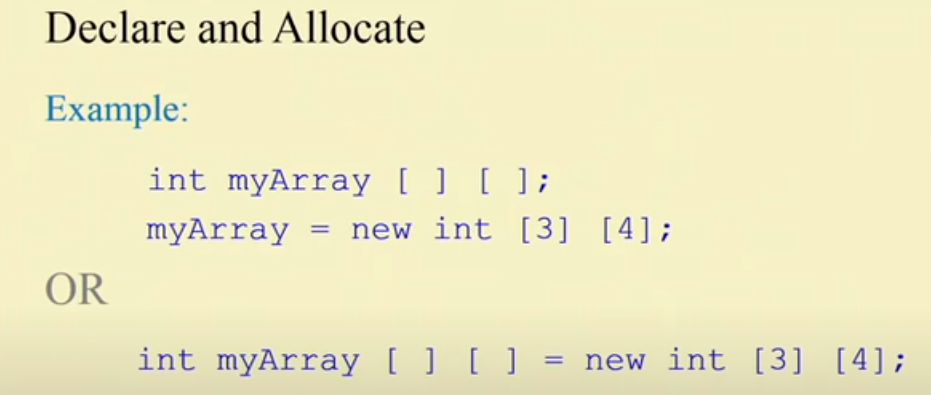 Declare and Allocate
Example:
int myArray [ ] [ ];
myArray = new int [3] [4];
OR
int myArray [ ] [ ] = new int [3] [4];